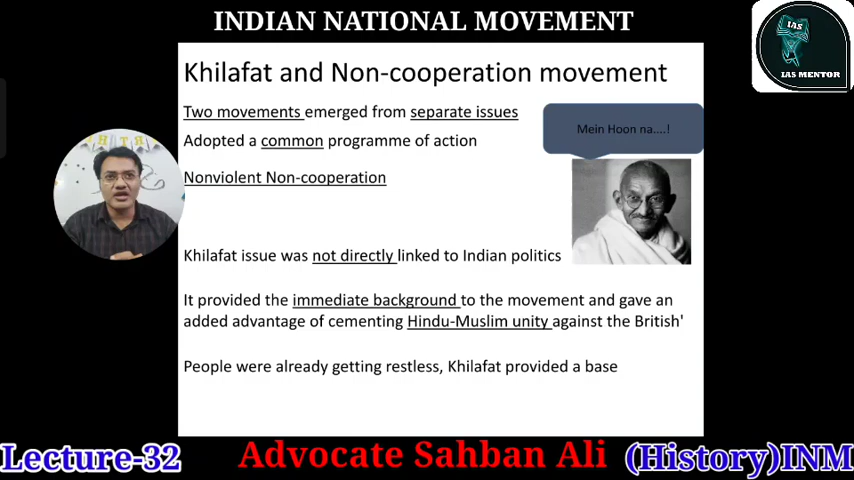 INDIAN NATIONAL MOVEMENT
IAS
IAS MENTOR
Khilafat and Non-cooperation movement
Two movements emerged from separate issues
Mein Hoon na....!
Adopted a common programme of action
Nonviolent Non-cooperation
Khilafat issue was not directly linked to Indian politics
It provided the immediate background to the movement and gave an
added advantage of cementing Hindu-Muslim unity against the British'
People were already getting restless, Khilafat provided a base
Lecture-32
Advocate Sahban Ali
(History)INM